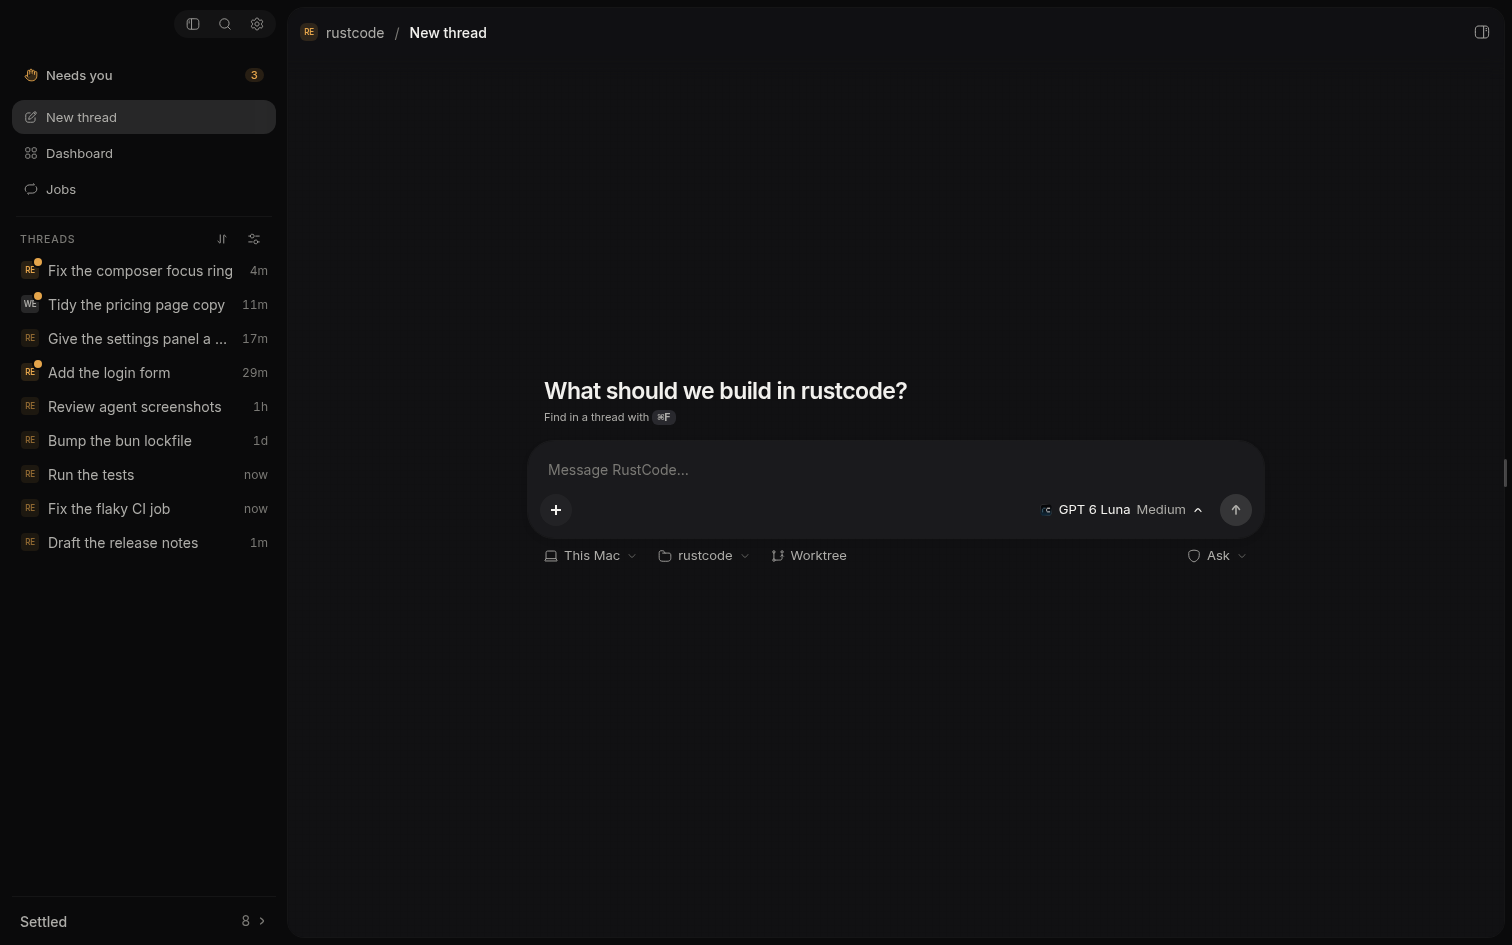 Needs you 3
New thread
Dashboard
Jobs
THREADS
RE Fix the composer focus ring 4m
WE Tidy the pricing page copy 11m
RE Give the settings panel a ... 17m
RE Add the login form 29m
RE Review agent screenshots 1h
RE Bump the bun lockfile 1d
RE Run the tests now
RE Fix the flaky CI job now
RE Draft the release notes 1m
Settled 8
RE rustcode / New thread
What should we build in rustcode?
Find in a thread with ⌘F
Message RustCode...
GPT 6 Luna Medium
This Mac rustcode Worktree Ask